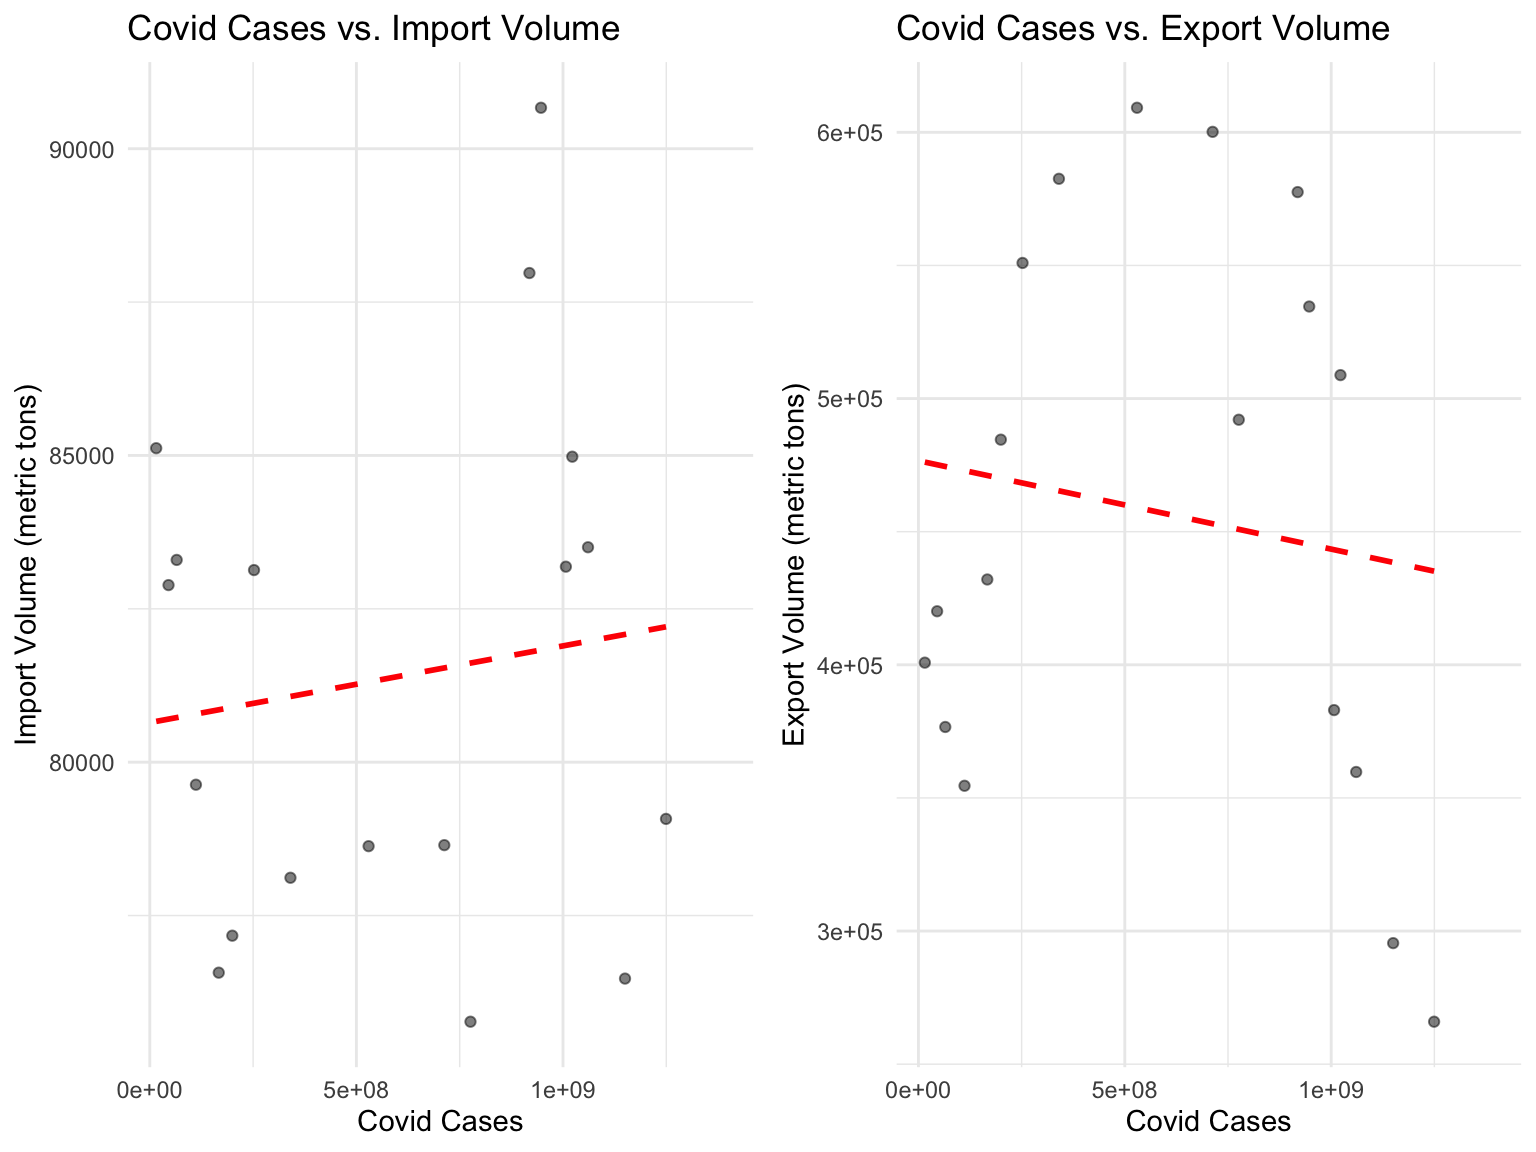 Covid Cases vs. Import Volume
Import Volume (metric tons)
90000
85000
80000
0e+00 5e+08 1e+09
Covid Cases
Covid Cases vs. Export Volume
Export Volume (metric tons)
6e+05
5e+05
4e+05
3e+05
0e+00 5e+08 1e+09
Covid Cases